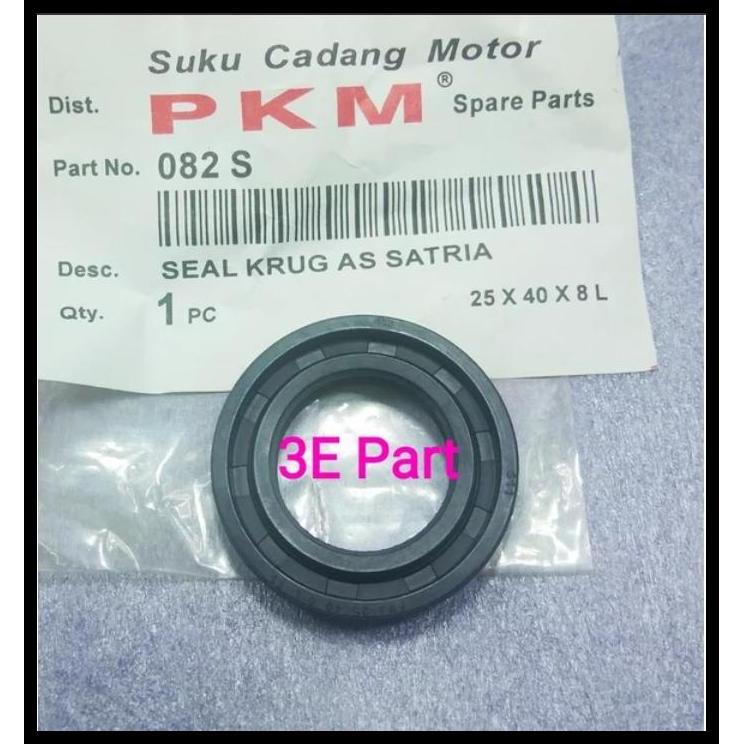 Suku Cadang Motor
Dist. PKM® Spare Parts
Part No. 082 S
Desc. SEAL KRUG AS SATRIA
Qty. 1 PC 25 X 40 X 8 L
3E Part